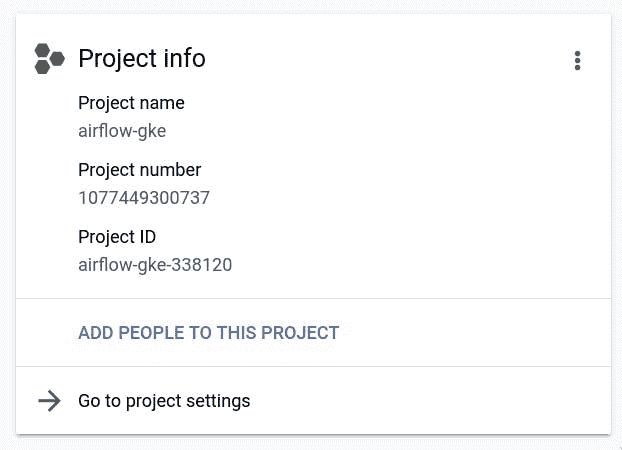 Project info
Project name
airflow-gke
Project number
1077449300737
Project ID
airflow-gke-338120
ADD PEOPLE TO THIS PROJECT
Go to project settings